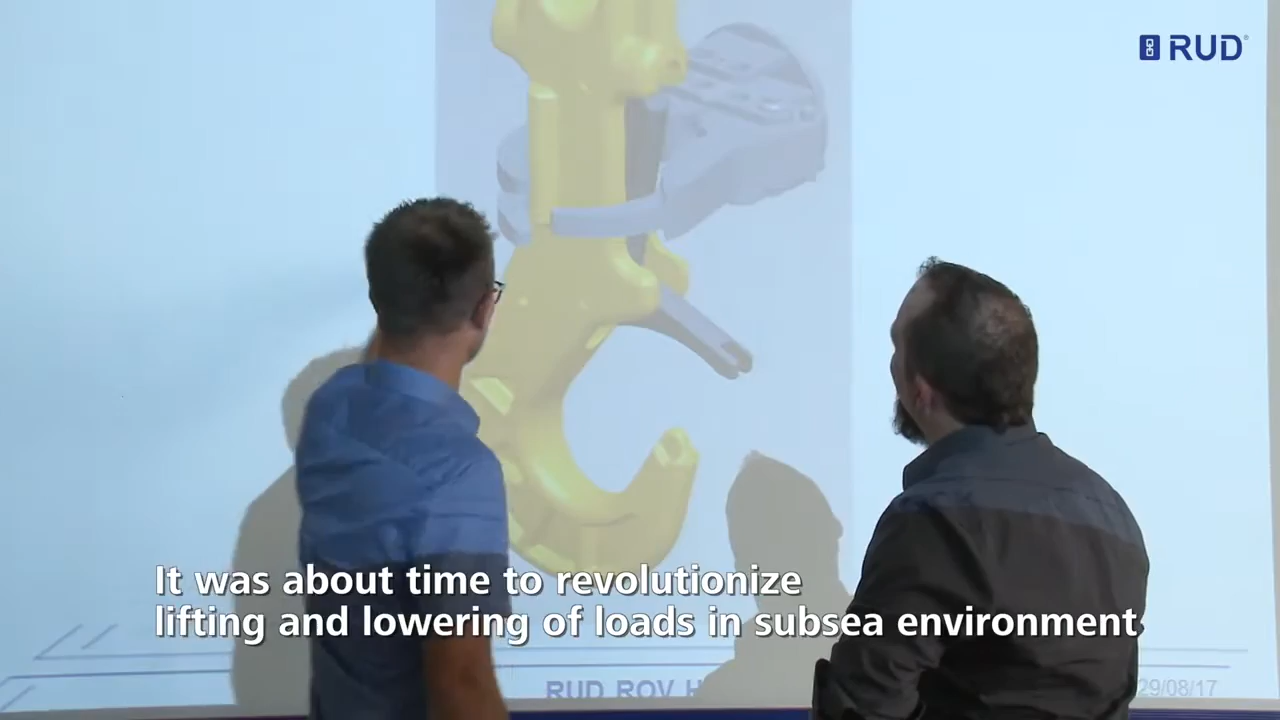 RUD
It was about time to revolutionize
lifting and lowering of loads in subsea environment
RUD ROV
29/08/17